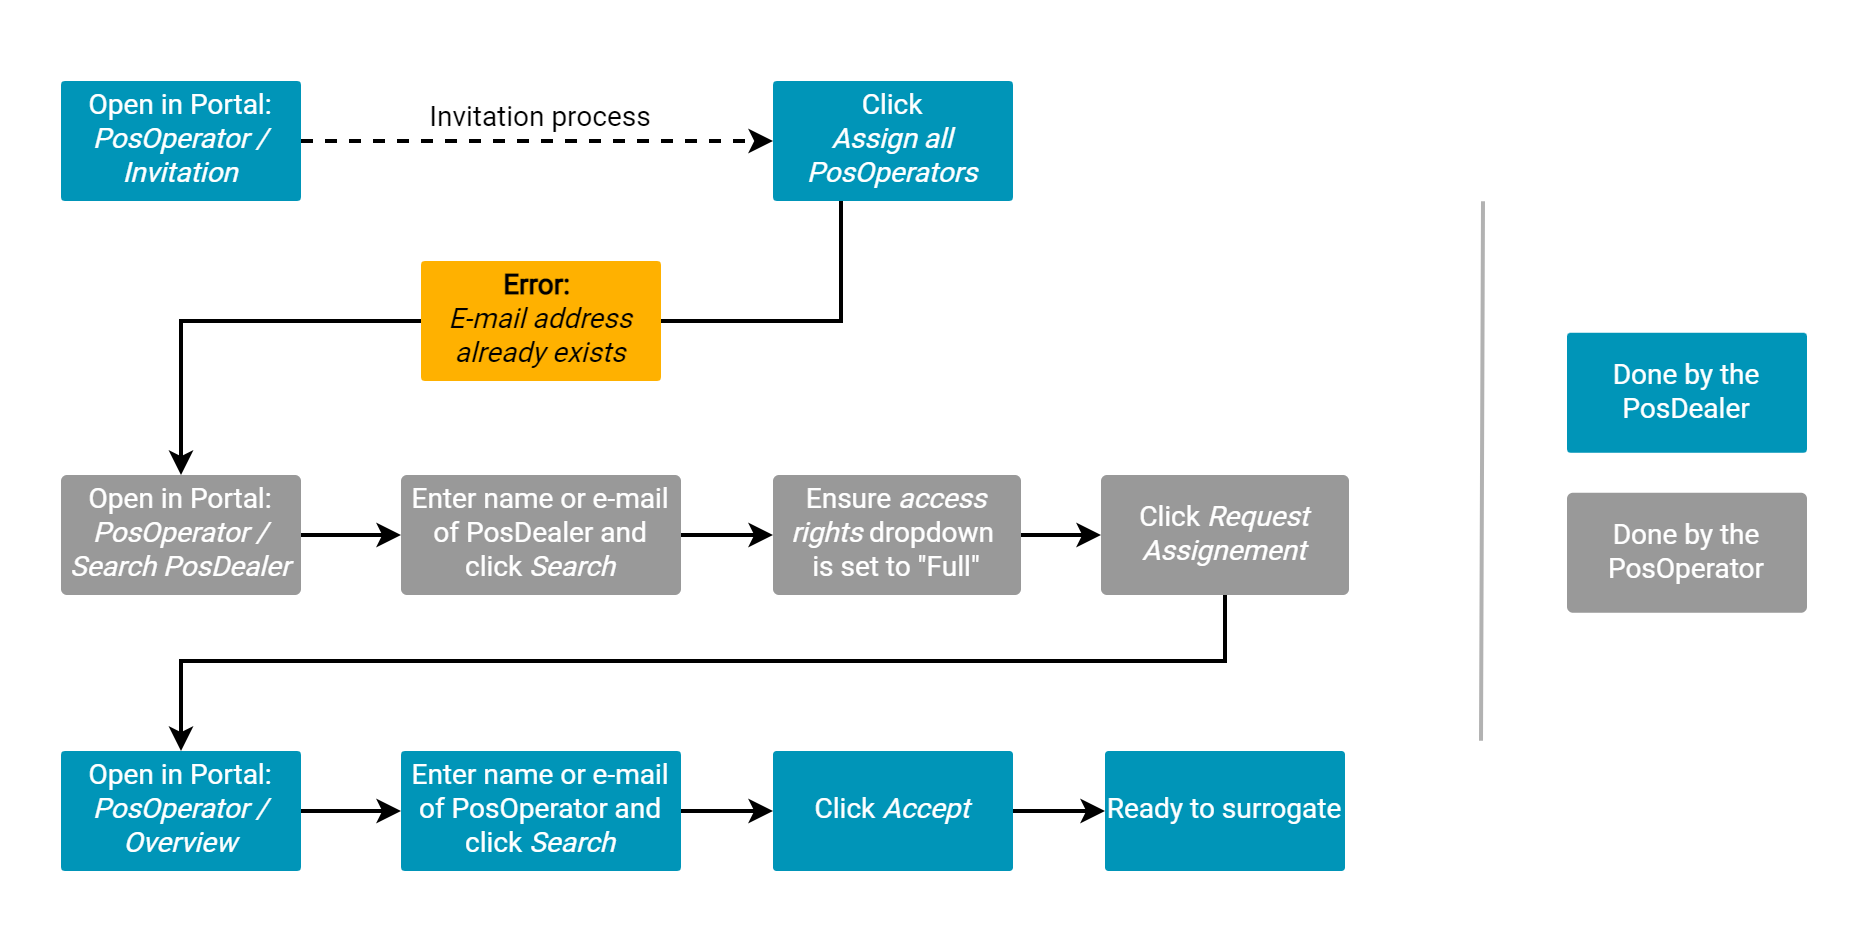 Open in Portal:
PosOperator /
Invitation
Invitation process
Click
Assign all
PosOperators
Error:
E-mail address
already exists
Open in Portal:
PosOperator /
Search PosDealer
Enter name or e-mail
of PosDealer and
click Search
Ensure access
rights dropdown
is set to "Full"
Click Request
Assignement
Open in Portal:
PosOperator /
Overview
Enter name or e-mail
of PosOperator and
click Search
Click Accept
Ready to surrogate
Done by the
PosDealer
Done by the
PosOperator